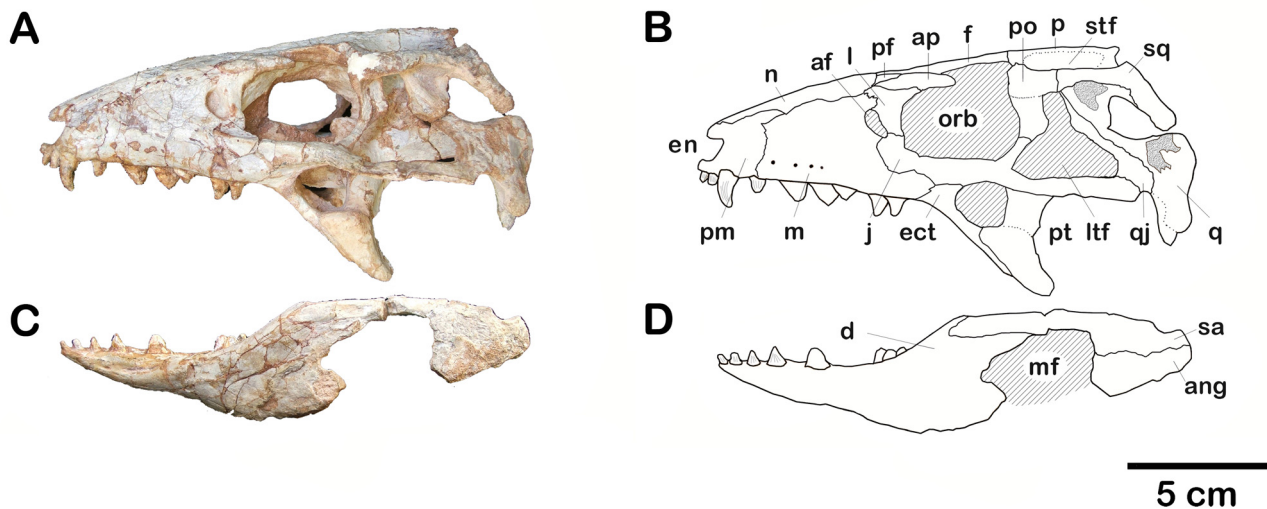 A
B
n af l pf ap f po p stf sq
en orb
pm m j ect pt ltf qj q
C
D
d sa
mf ang
5 cm